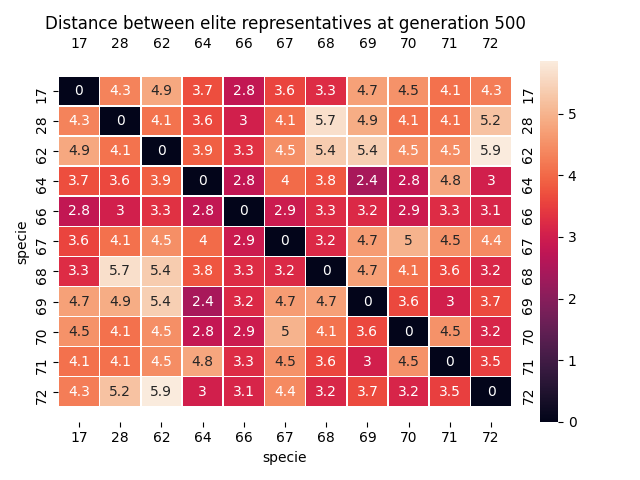 Distance between elite representatives at generation 500
17 28 62 64 66 67 68 69 70 71 72
17 0 4.3 4.9 3.7 2.8 3.6 3.3 4.7 4.5 4.1 4.3 17
28 4.3 0 4.1 3.6 3 4.1 5.7 4.9 4.1 4.1 5.2 28
62 4.9 4.1 0 3.9 3.3 4.5 5.4 5.4 4.5 4.5 5.9 62
64 3.7 3.6 3.9 0 2.8 4 3.8 2.4 2.8 4.8 3 64
66 2.8 3 3.3 2.8 0 2.9 3.3 3.2 2.9 3.3 3.1 66
67 3.6 4.1 4.5 4 2.9 0 3.2 4.7 5 4.5 4.4 67
68 3.3 5.7 5.4 3.8 3.3 3.2 0 4.7 4.1 3.6 3.2 68
69 4.7 4.9 5.4 2.4 3.2 4.7 4.7 0 3.6 3 3.7 69
70 4.5 4.1 4.5 2.8 2.9 5 4.1 3.6 0 4.5 3.2 70
71 4.1 4.1 4.5 4.8 3.3 4.5 3.6 3 4.5 0 3.5 71
72 4.3 5.2 5.9 3 3.1 4.4 3.2 3.7 3.2 3.5 0 72
17 28 62 64 66 67 68 69 70 71 72
specie
specie
5
4
3
2
1
0